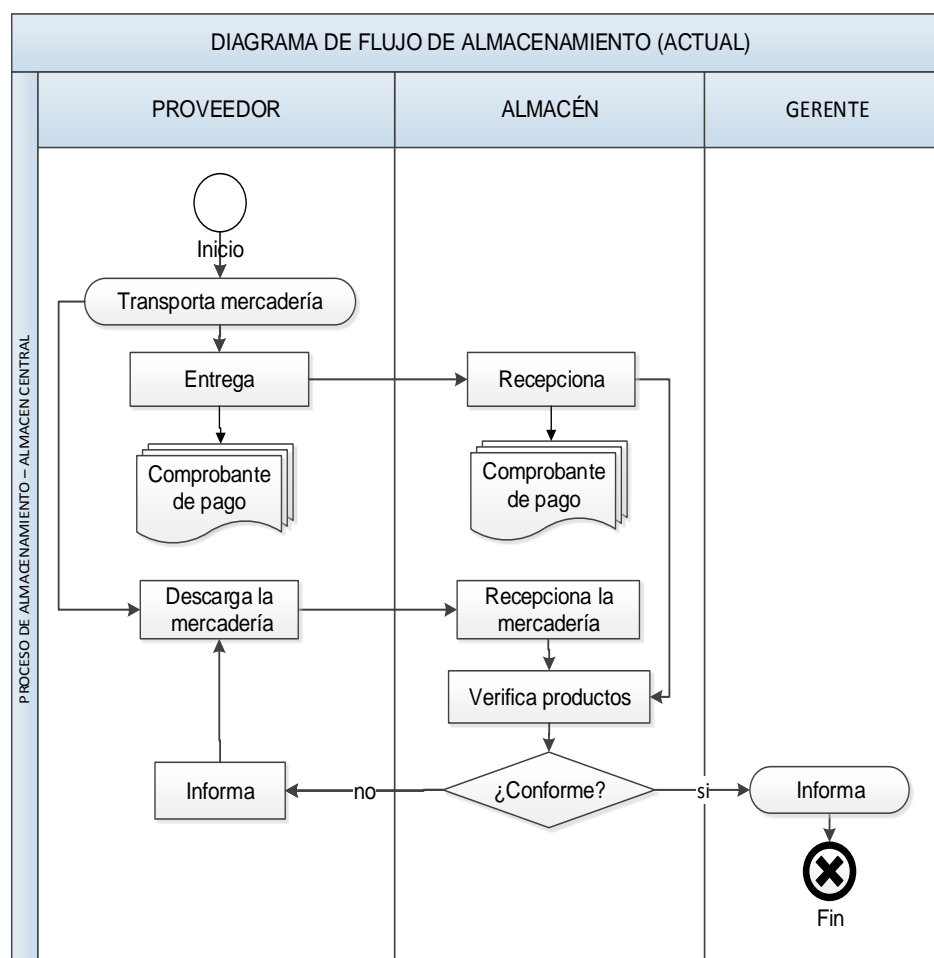 DIAGRAMA DE FLUJO DE ALMACENAMIENTO (ACTUAL)
PROCESO DE ALMACENAMIENTO – ALMACEN CENTRAL
PROVEEDOR
ALMACÉN
GERENTE
Inicio
Transporta mercadería
Entrega
Recepciona
Comprobante
de pago
Comprobante
de pago
Descarga la
mercadería
Recepciona la
mercadería
Verifica productos
Informa
no
¿Conforme?
si
Informa
Fin